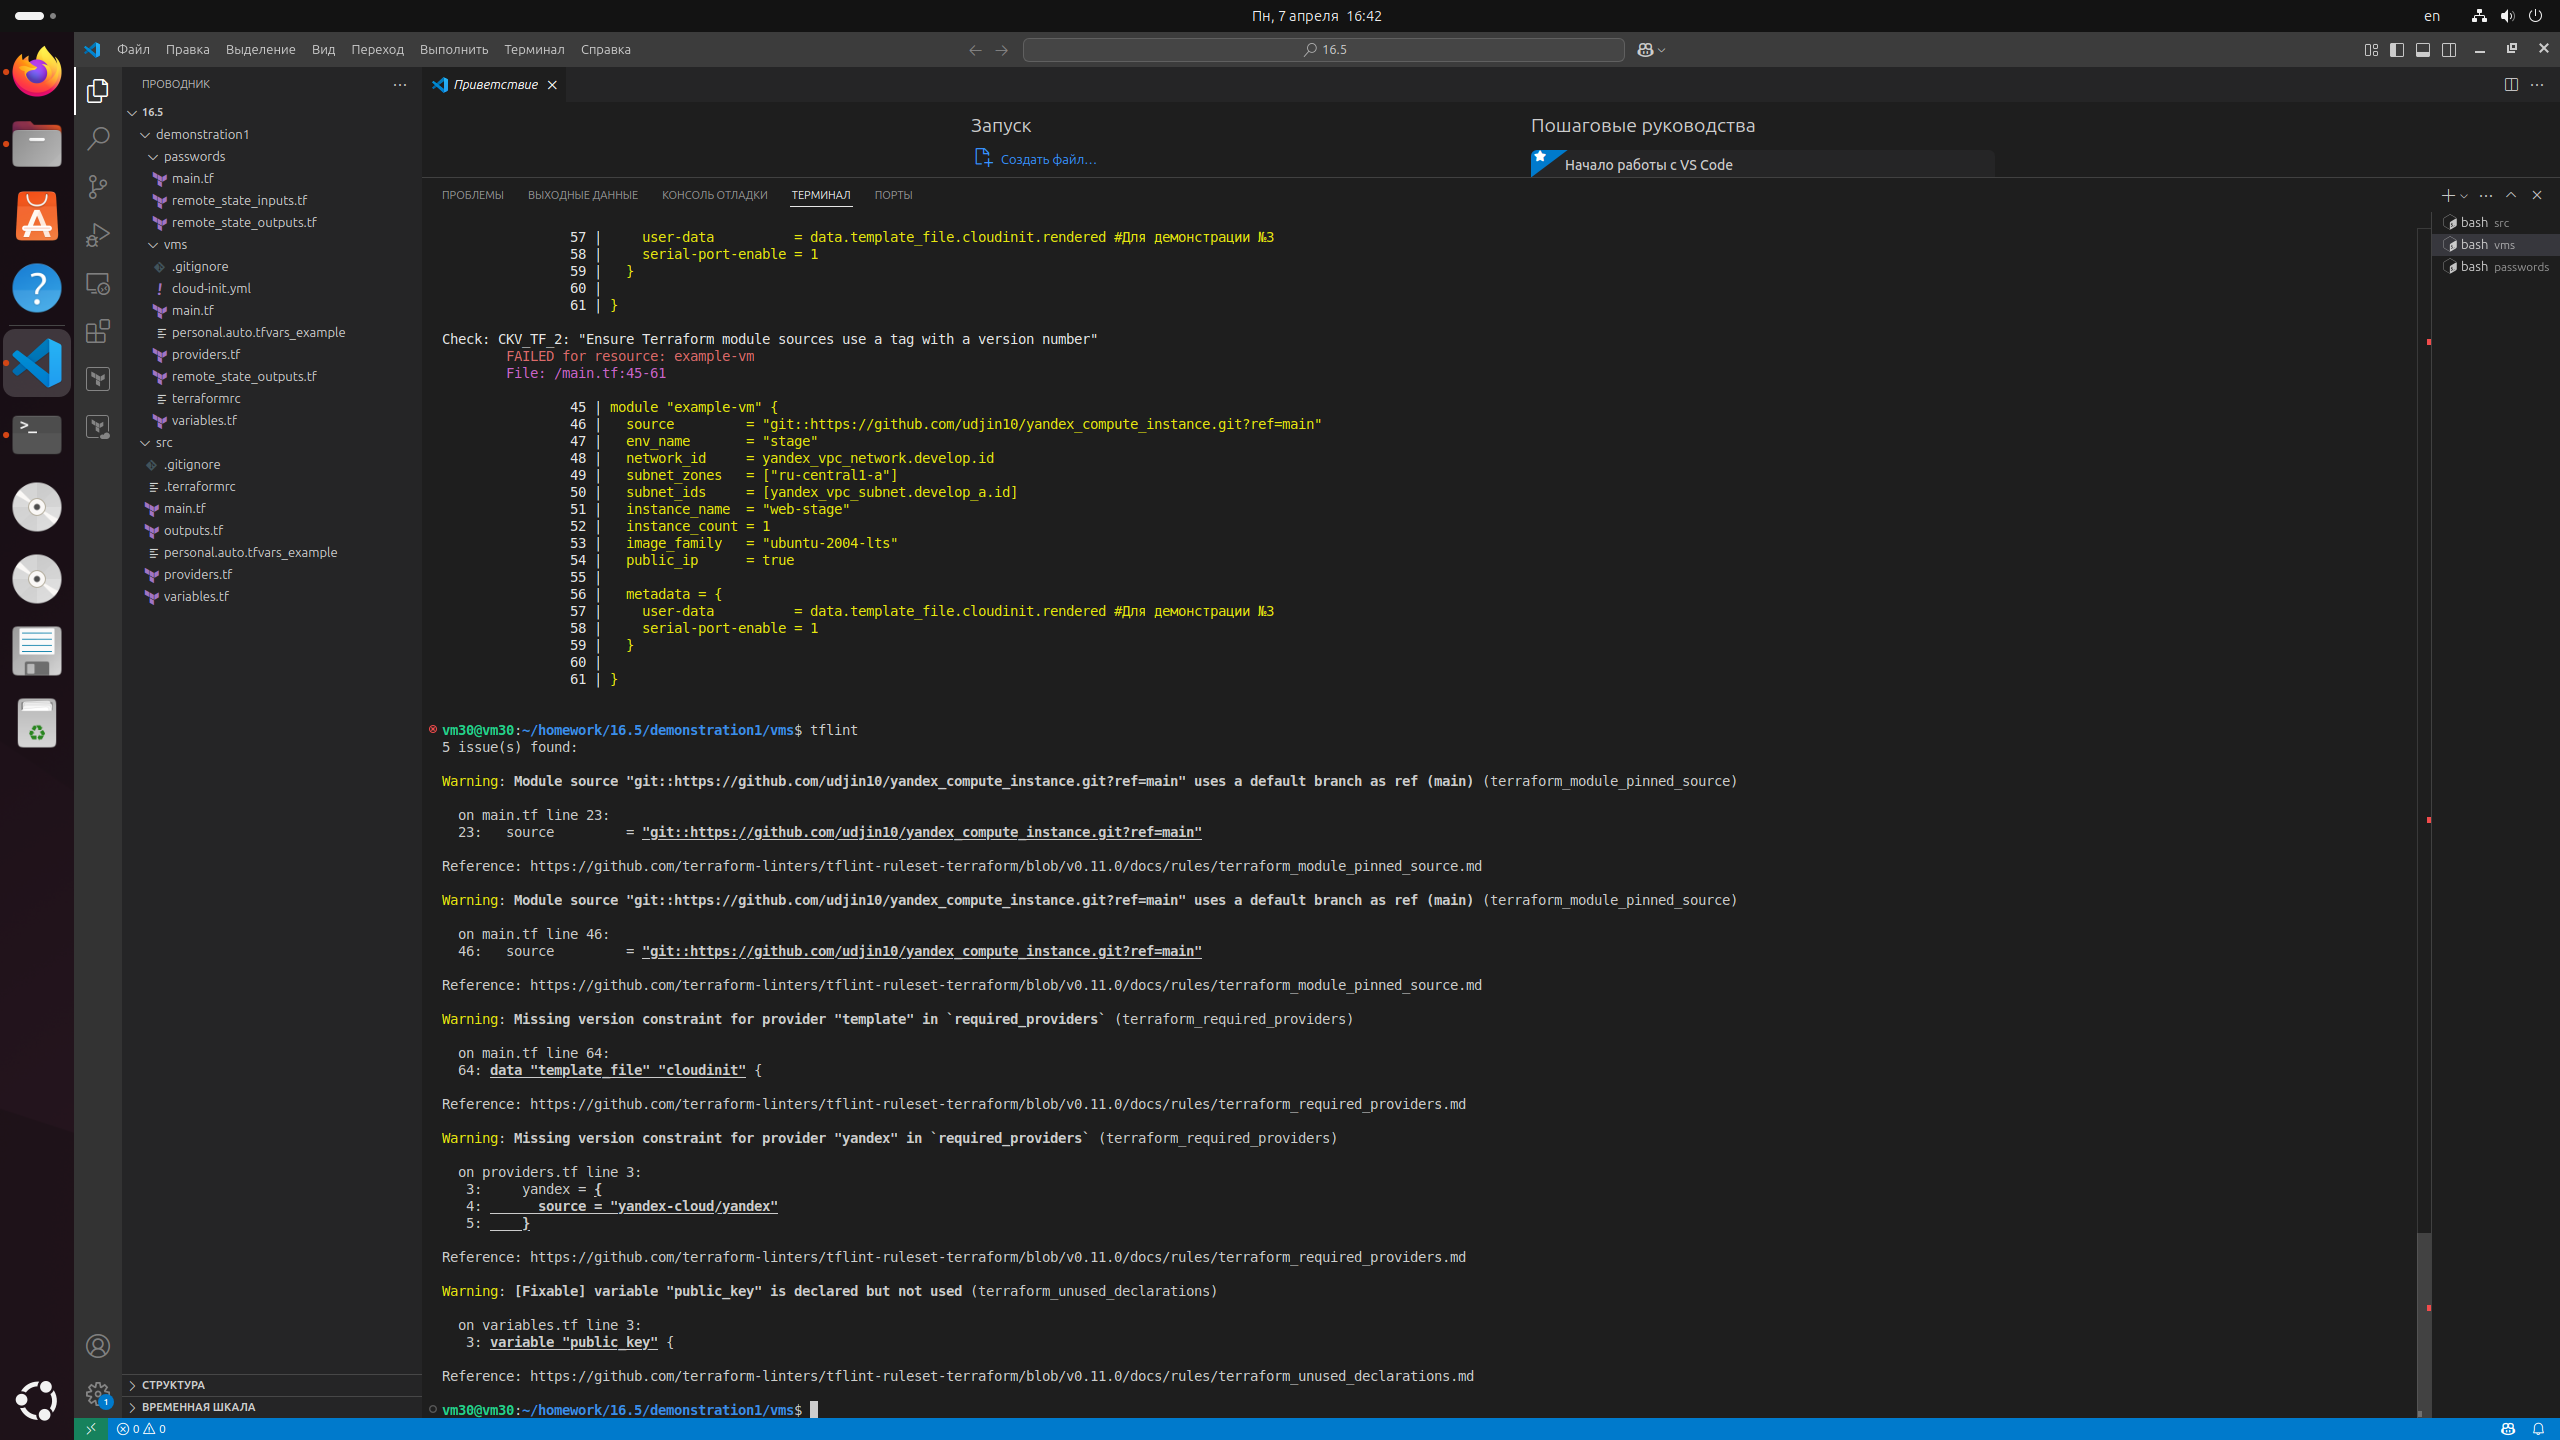 Пн, 7 апреля 16:42
en
Файл Правка Выделение Вид Переход Выполнить Терминал Справка
16.5
ПРОВОДНИК
16.5
demonstration1
passwords
main.tf
remote_state_inputs.tf
remote_state_outputs.tf
vms
.gitignore
! cloud-init.yml
main.tf
personal.auto.tfvars_example
providers.tf
remote_state_outputs.tf
terraformrc
variables.tf
src
.gitignore
.terraformrc
main.tf
outputs.tf
personal.auto.tfvars_example
providers.tf
variables.tf
СТРУКТУРА
ВРЕМЕННАЯ ШКАЛА
1
Приветствие
Запуск
Создать файл...
Пошаговые руководства
Начало работы с VS Code
ПРОБЛЕМЫ ВЫХОДНЫЕ ДАННЫЕ КОНСОЛЬ ОТЛАДКИ ТЕРМИНАЛ ПОРТЫ
bash src
bash vms
bash passwords
57 |     user-data          = data.template_file.cloudinit.rendered #Для демонстрации №3
58 |     serial-port-enable = 1
59 |   }
60 |
61 | }
Check: CKV_TF_2: "Ensure Terraform module sources use a tag with a version number"
FAILED for resource: example-vm
File: /main.tf:45-61
45 | module "example-vm" {
46 |   source         = "git::https://github.com/udjin10/yandex_compute_instance.git?ref=main"
47 |   env_name       = "stage"
48 |   network_id     = yandex_vpc_network.develop.id
49 |   subnet_zones   = ["ru-central1-a"]
50 |   subnet_ids     = [yandex_vpc_subnet.develop_a.id]
51 |   instance_name  = "web-stage"
52 |   instance_count = 1
53 |   image_family   = "ubuntu-2004-lts"
54 |   public_ip      = true
55 |
56 |   metadata = {
57 |     user-data          = data.template_file.cloudinit.rendered #Для демонстрации №3
58 |     serial-port-enable = 1
59 |   }
60 |
61 | }
vm30@vm30:~/homework/16.5/demonstration1/vms$ tflint
5 issue(s) found:
Warning: Module source "git::https://github.com/udjin10/yandex_compute_instance.git?ref=main" uses a default branch as ref (main) (terraform_module_pinned_source)
on main.tf line 23:
23:   source         = "git::https://github.com/udjin10/yandex_compute_instance.git?ref=main"
Reference: https://github.com/terraform-linters/tflint-ruleset-terraform/blob/v0.11.0/docs/rules/terraform_module_pinned_source.md
Warning: Module source "git::https://github.com/udjin10/yandex_compute_instance.git?ref=main" uses a default branch as ref (main) (terraform_module_pinned_source)
on main.tf line 46:
46:   source         = "git::https://github.com/udjin10/yandex_compute_instance.git?ref=main"
Reference: https://github.com/terraform-linters/tflint-ruleset-terraform/blob/v0.11.0/docs/rules/terraform_module_pinned_source.md
Warning: Missing version constraint for provider "template" in `required_providers` (terraform_required_providers)
on main.tf line 64:
64: data "template_file" "cloudinit" {
Reference: https://github.com/terraform-linters/tflint-ruleset-terraform/blob/v0.11.0/docs/rules/terraform_required_providers.md
Warning: Missing version constraint for provider "yandex" in `required_providers` (terraform_required_providers)
on providers.tf line 3:
3:     yandex = {
4:       source = "yandex-cloud/yandex"
5:     }
Reference: https://github.com/terraform-linters/tflint-ruleset-terraform/blob/v0.11.0/docs/rules/terraform_required_providers.md
Warning: [Fixable] variable "public_key" is declared but not used (terraform_unused_declarations)
on variables.tf line 3:
3: variable "public_key" {
Reference: https://github.com/terraform-linters/tflint-ruleset-terraform/blob/v0.11.0/docs/rules/terraform_unused_declarations.md
vm30@vm30:~/homework/16.5/demonstration1/vms$
0 0